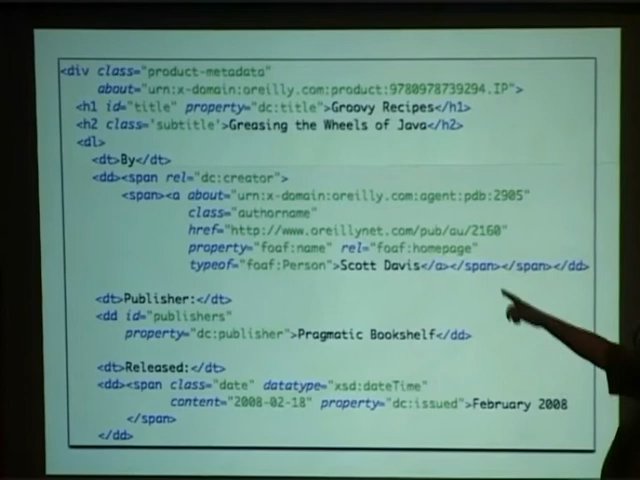 <div class="product-metadata"
about="urn:x-domain:oreilly.com:product:9780978739294.IP">
<h1 id="title" property="dc:title">Groovy Recipes</h1>
<h2 class='subtitle'>Greasing the Wheels of Java</h2>
<dl>
<dt>By</dt>
<dd><span rel="dc:creator">
<span><a about="urn:x-domain:oreilly.com:agent:pdb:2905"
class="authorname"
href="http://www.oreillynet.com/pub/au/2160"
property="foaf:name" rel="foaf:homepage"
typeof="foaf:Person">Scott Davis</a></span></span></dd>
<dt>Publisher:</dt>
<dd id="publishers"
property="dc:publisher">Pragmatic Bookshelf</dd>
<dt>Released:</dt>
<dd><span class="date" datatype="xsd:dateTime"
content="2008-02-18" property="dc:issued">February 2008
</span>
</dd>